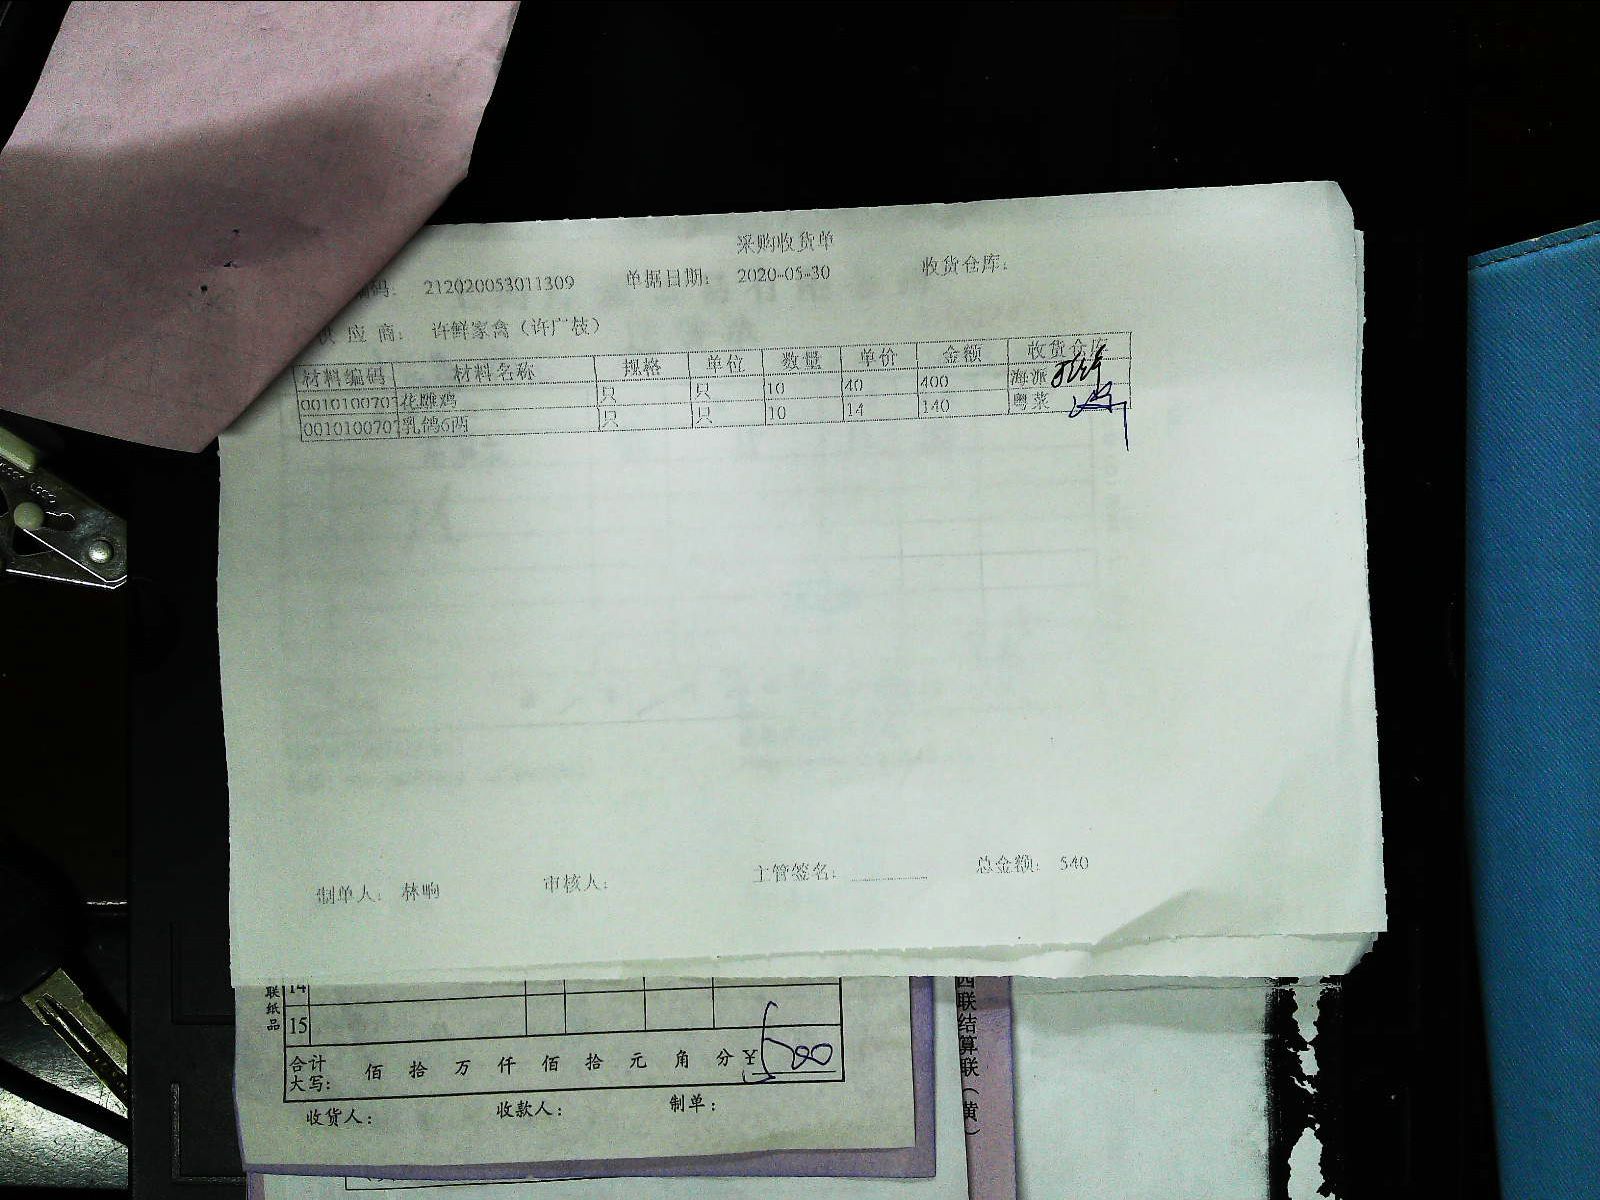 采购收货单
编码： 212020053011309 单据日期： 2020-05-30 收货仓库：
供 应 商： 许鲜家禽（许广枝）
材料编码 材料名称 规格 单位 数量 单价 金额 收货仓库
0010100707 花雕鸡 只 只 10 40 400 海派
0010100707 乳鸽6两 只 只 10 14 140 粤菜
制单人： 林响 审核人： 主管签名： 总金额： 540
联纸品
14
15
合计大写： 佰 拾 万 仟 佰 拾 元 角 分 ¥ 500
收货人： 收款人： 制单：
四联结算联（黄）